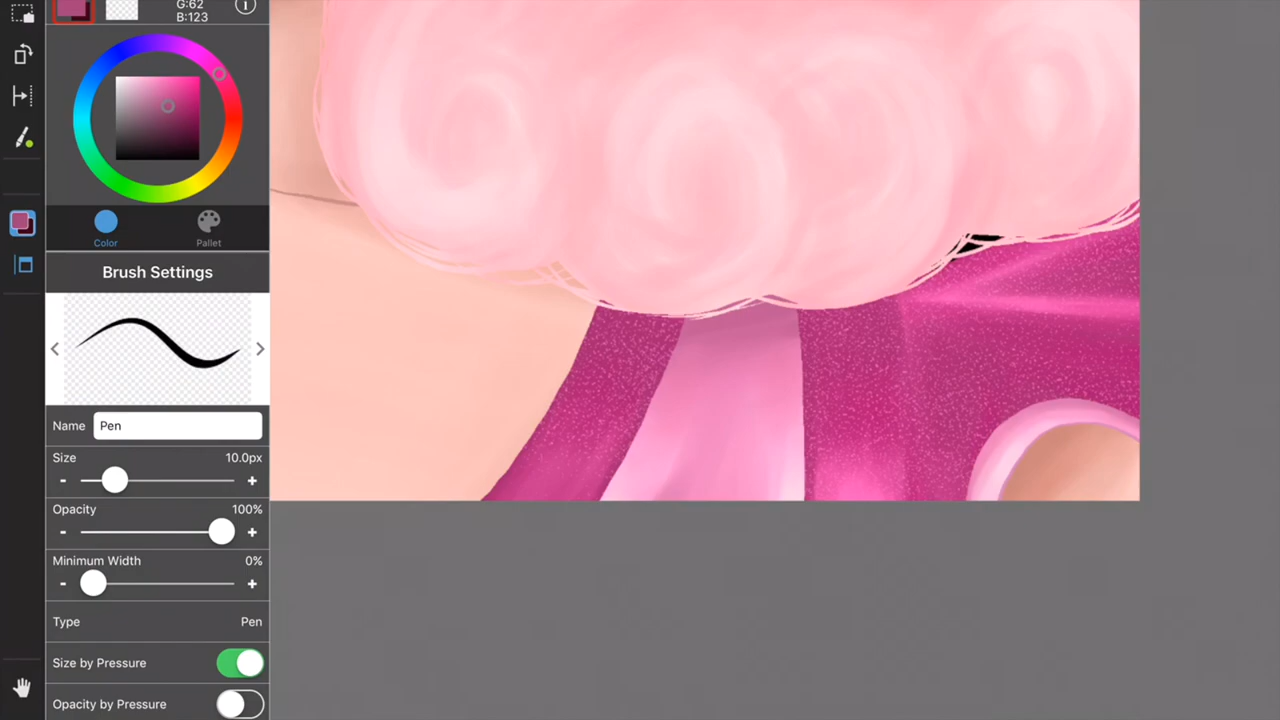 G:62
B:123
Color
Pallet
Brush Settings
Name Pen
Size 10.0px
- +
Opacity 100%
- +
Minimum Width 0%
- +
Type Pen
Size by Pressure
Opacity by Pressure